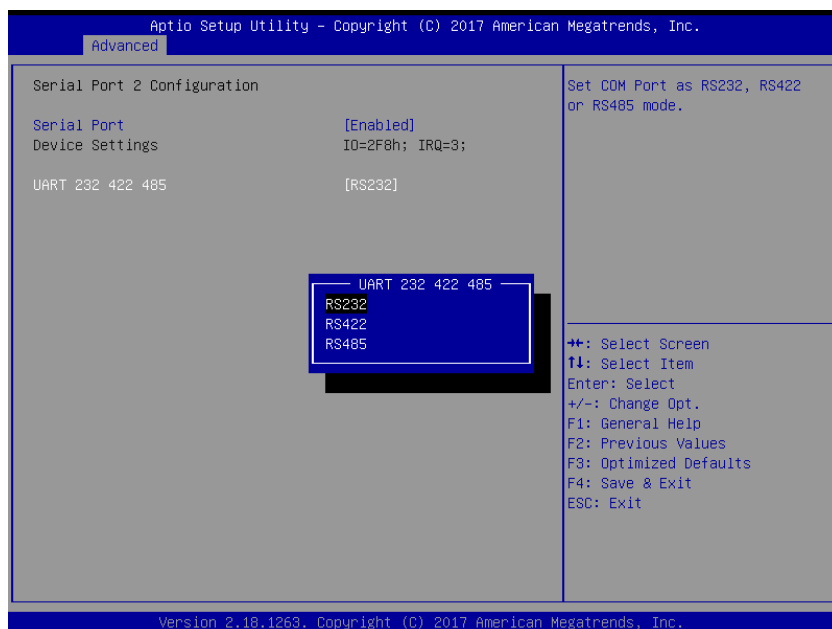 Aptio Setup Utility – Copyright (C) 2017 American Megatrends, Inc.
Advanced
Serial Port 2 Configuration
Serial Port [Enabled]
Device Settings IO=2F8h; IRQ=3;
UART 232 422 485 [RS232]
UART 232 422 485
RS232
RS422
RS485
Set COM Port as RS232, RS422
or RS485 mode.
→←: Select Screen
↑↓: Select Item
Enter: Select
+/-: Change Opt.
F1: General Help
F2: Previous Values
F3: Optimized Defaults
F4: Save & Exit
ESC: Exit
Version 2.18.1263. Copyright (C) 2017 American Megatrends, Inc.